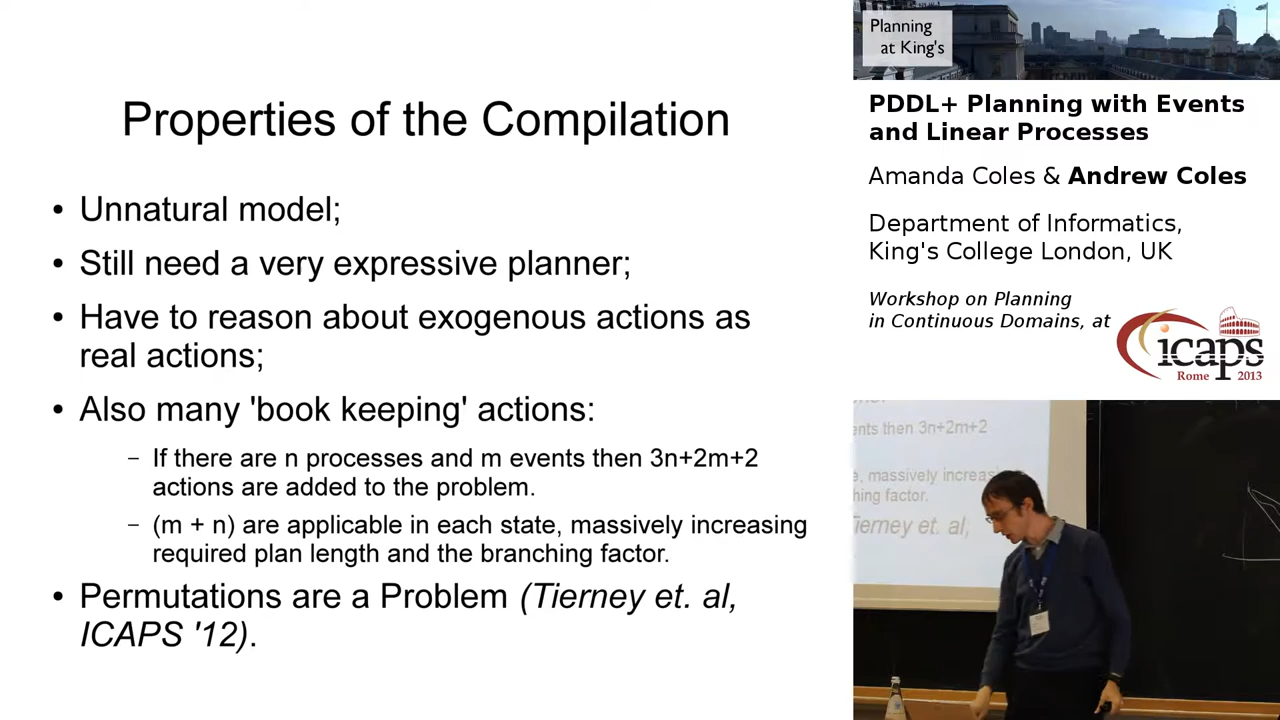 Properties of the Compilation
• Unnatural model;
• Still need a very expressive planner;
• Have to reason about exogenous actions as
real actions;
• Also many 'book keeping' actions:
– If there are n processes and m events then 3n+2m+2
actions are added to the problem.
– (m + n) are applicable in each state, massively increasing
required plan length and the branching factor.
• Permutations are a Problem (Tierney et. al,
ICAPS '12).
Planning
at King's
PDDL+ Planning with Events
and Linear Processes
Amanda Coles & Andrew Coles
Department of Informatics,
King's College London, UK
Workshop on Planning
in Continuous Domains, at
icaps
Rome 2013
ents then 3n+2m+2
e, massively increas
hing factor.
Tierney et. al,